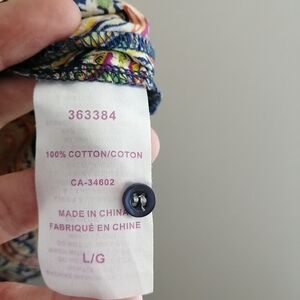 363384
100% COTTON/COTON
CA-34602
MADE IN CHINA
FABRIQUÉ EN CHINE
L/G